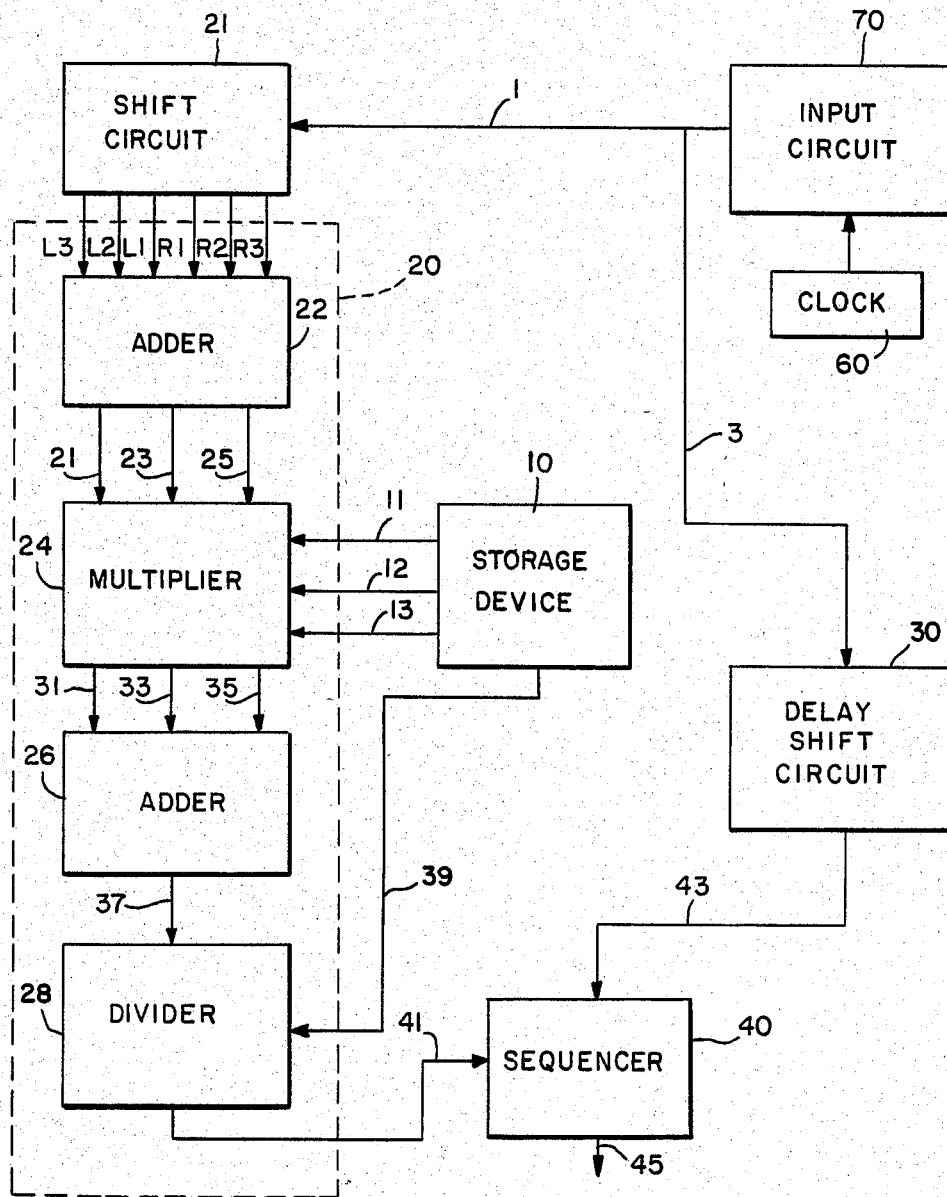 21
70
SHIFT
CIRCUIT
1
INPUT
CIRCUIT
L3 L2 L1 R1 R2 R3
20
22
ADDER
CLOCK
60
3
21 23 25
10
11
24
MULTIPLIER
12
STORAGE
DEVICE
13
30
31 33 35
DELAY
SHIFT
CIRCUIT
26
ADDER
39
37
43
28
DIVIDER
41
SEQUENCER
40
45